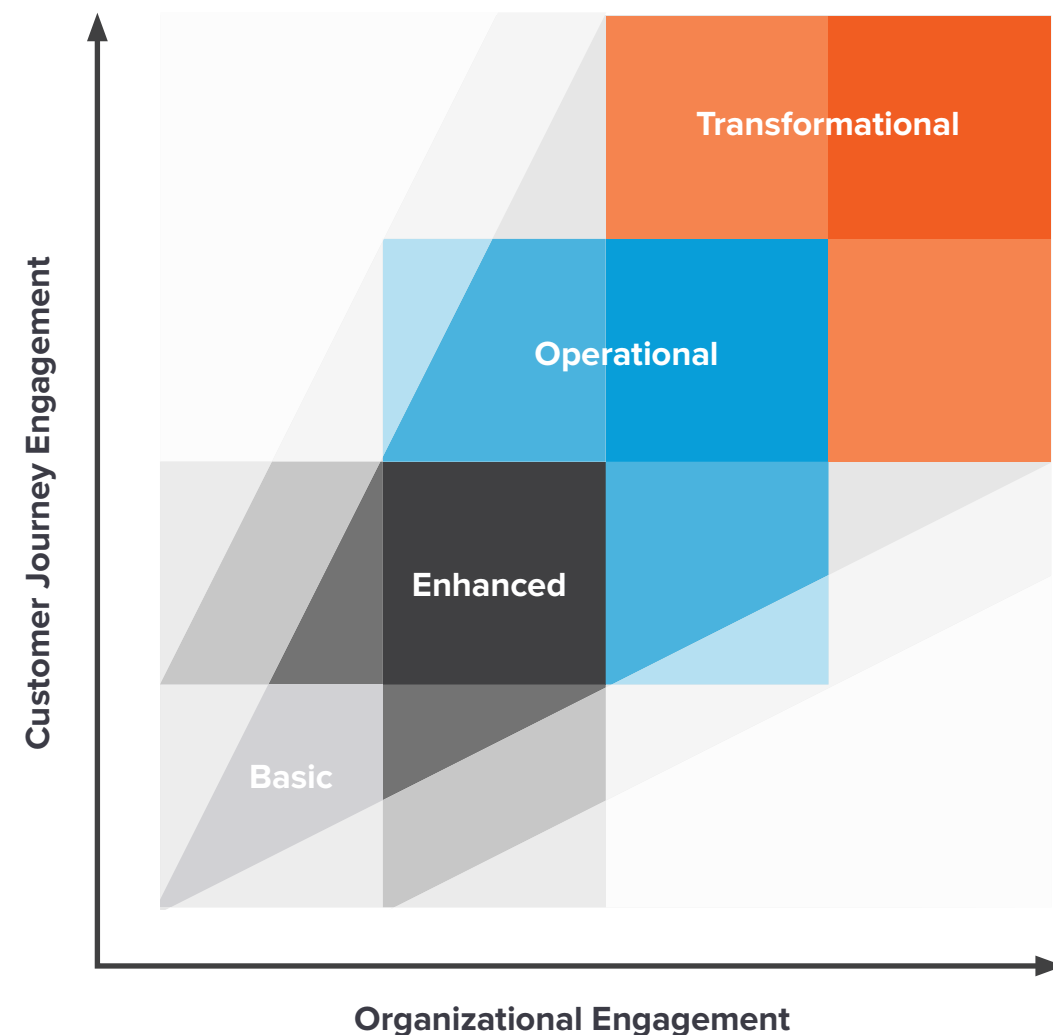 Transformational
Operational
Enhanced
Basic
Customer Journey Engagement
Organizational Engagement